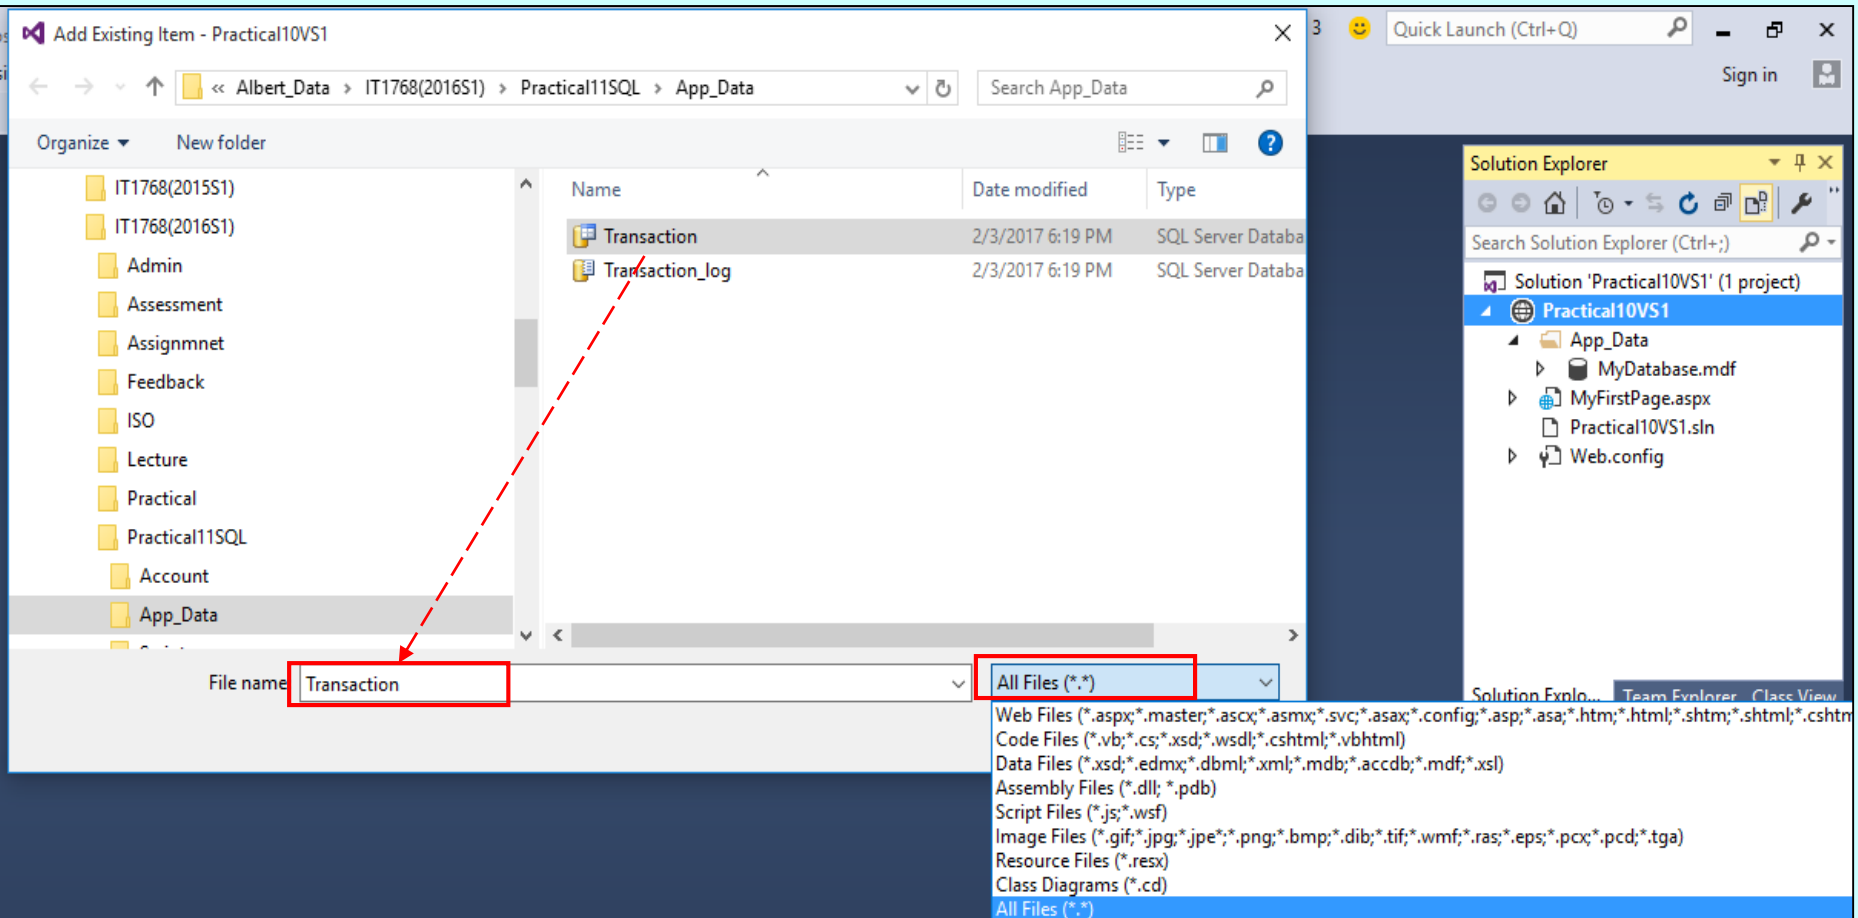 Add Existing Item - Practical10VS1
3
Quick Launch (Ctrl+Q)
Sign in
« Albert_Data › IT1768(2016S1) › Practical11SQL › App_Data
Search App_Data
Organize
New folder
?
IT1768(2015S1)
IT1768(2016S1)
Admin
Assessment
Assignmnet
Feedback
ISO
Lecture
Practical
Practical11SQL
Account
App_Data
Name Date modified Type
Transaction 2/3/2017 6:19 PM SQL Server Databa
Transaction_log 2/3/2017 6:19 PM SQL Server Databa
File name
Transaction
All Files (*.*)
Web Files (*.aspx;*.master;*.ascx;*.asmx;*.svc;*.asax;*.config;*.asp;*.asa;*.htm;*.html;*.shtm;*.shtml;*.cshtm
Code Files (*.vb;*.cs;*.xsd;*.wsdl;*.cshtml;*.vbhtml)
Data Files (*.xsd;*.edmx;*.dbml;*.xml;*.mdb;*.accdb;*.mdf;*.xsl)
Assembly Files (*.dll; *.pdb)
Script Files (*.js;*.wsf)
Image Files (*.gif;*.jpg;*.jpe*;*.png;*.bmp;*.dib;*.tif;*.wmf;*.ras;*.eps;*.pcx;*.pcd;*.tga)
Resource Files (*.resx)
Class Diagrams (*.cd)
All Files (*.*)
Solution Explorer
Search Solution Explorer (Ctrl+;)
Solution 'Practical10VS1' (1 project)
Practical10VS1
App_Data
MyDatabase.mdf
MyFirstPage.aspx
Practical10VS1.sln
Web.config
Solution Explo... Team Explorer Class View